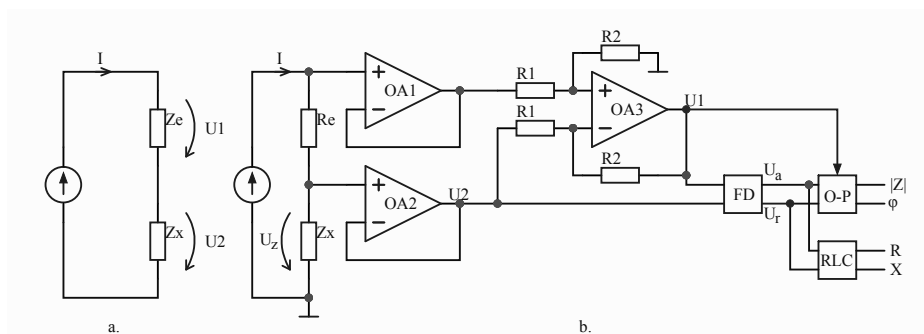 I
Ze
U1
Zx
U2
a.
I
Re
Uz
Zx
+
−
OA1
+
−
OA2
U2
R1
R1
R2
+
−
OA3
R2
U1
FD
Ua
Ur
O-P
|Z|
φ
RLC
R
X
b.